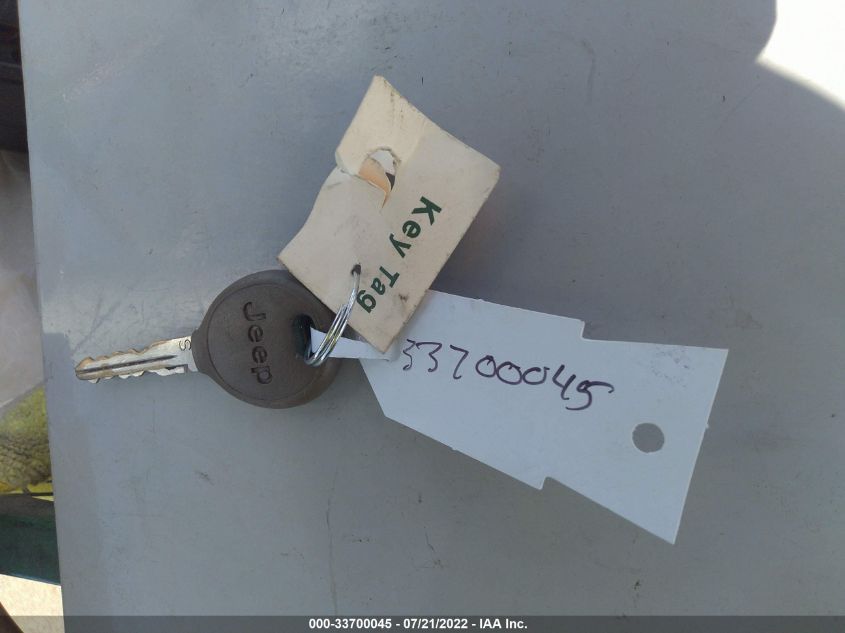 Key Tag
Jeep
S
33700045
000-33700045 - 07/21/2022 - IAA Inc.